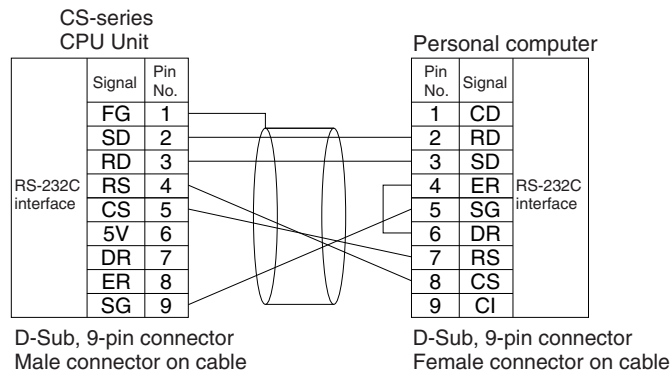 CS-series
CPU Unit
Personal computer
RS-232C
interface
Signal Pin
No.
FG 1
SD 2
RD 3
RS 4
CS 5
5V 6
DR 7
ER 8
SG 9
Pin
No. Signal
1 CD
2 RD
3 SD
4 ER
5 SG
6 DR
7 RS
8 CS
9 CI
RS-232C
interface
D-Sub, 9-pin connector
Male connector on cable
D-Sub, 9-pin connector
Female connector on cable